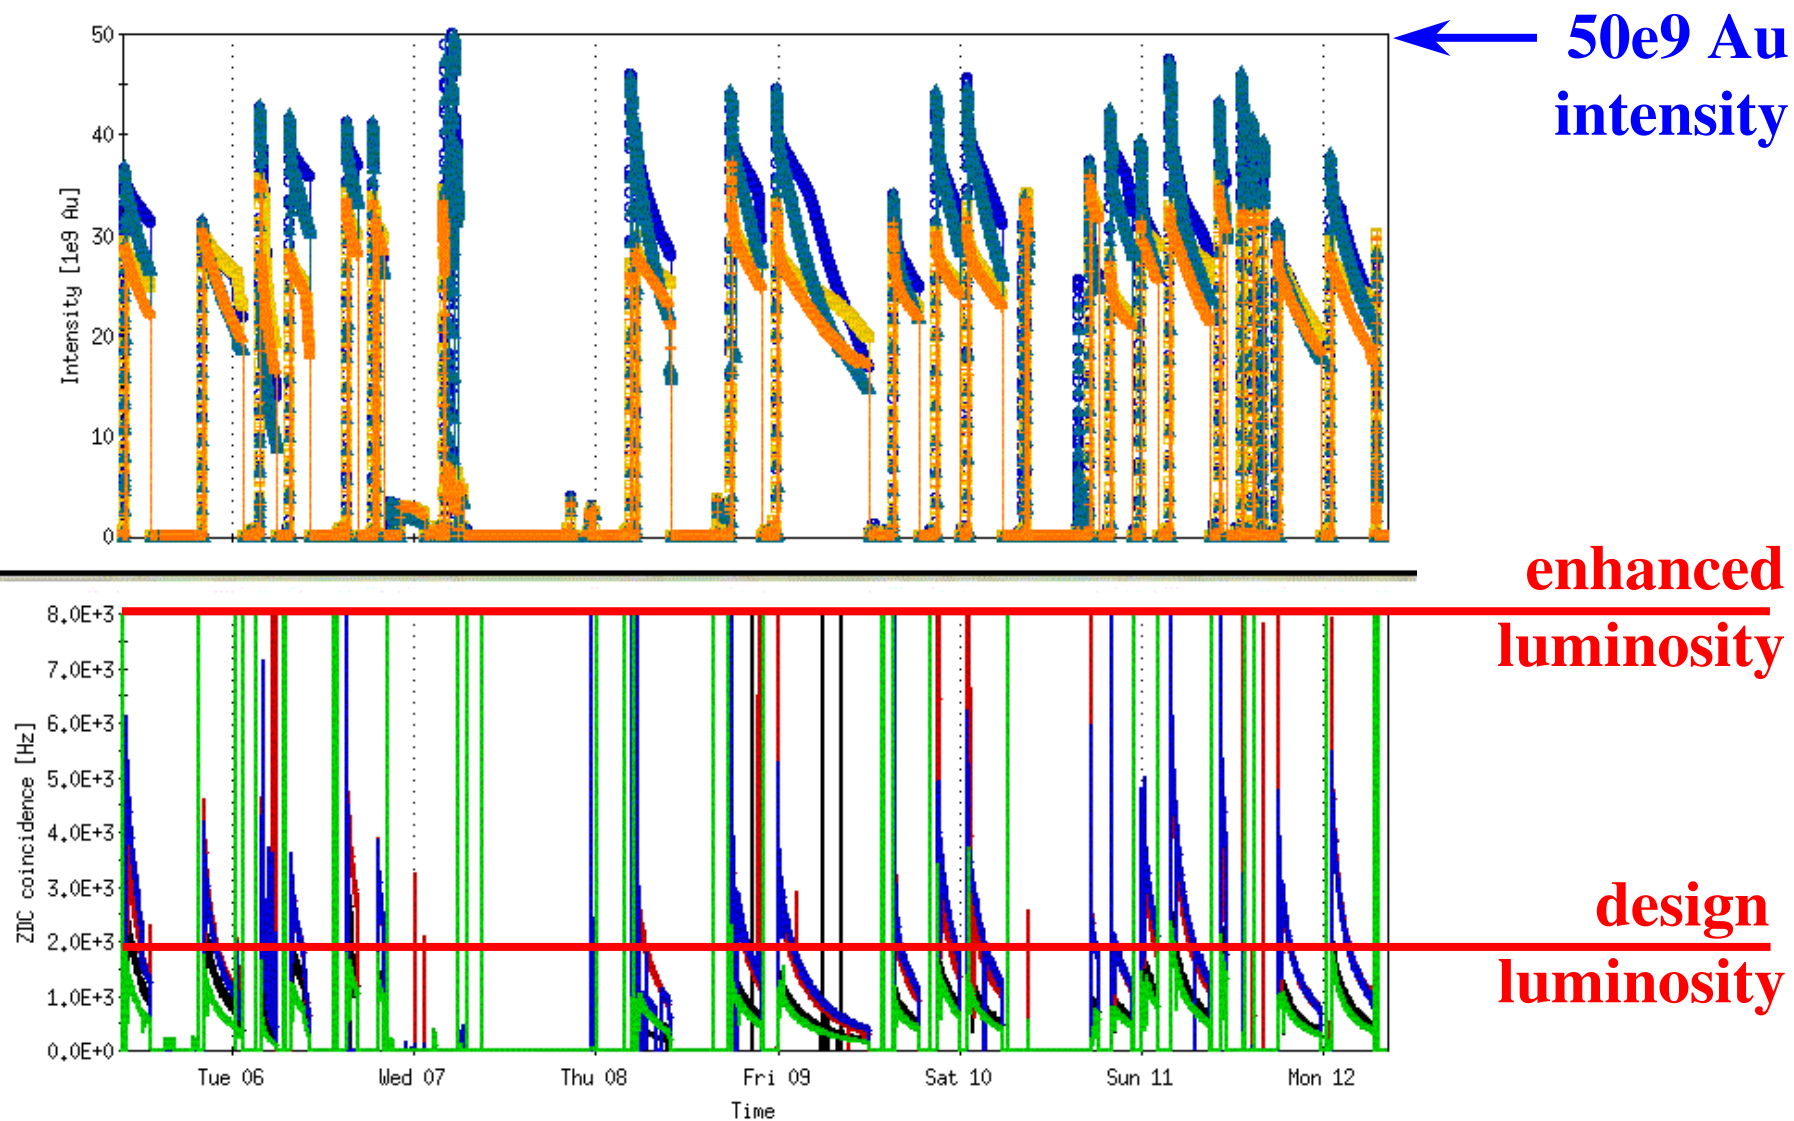 50e9 Au
intensity
50
40
30
20
10
0
Intensity [1e9 Au]
enhanced
luminosity
8.0E+3
7.0E+3
6.0E+3
5.0E+3
4.0E+3
3.0E+3
2.0E+3
1.0E+3
0.0E+0
ZDC coincidence [Hz]
design
luminosity
Tue 06 Wed 07 Thu 08 Fri 09 Sat 10 Sun 11 Mon 12
Time